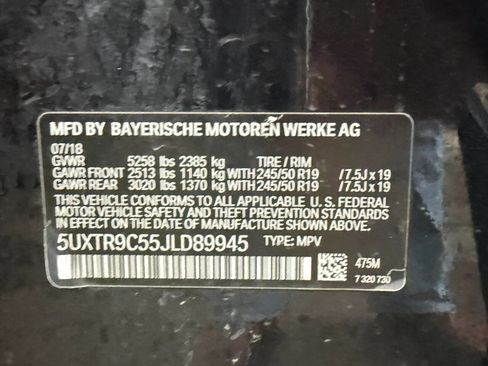 MFD BY BAYERISCHE MOTOREN WERKE AG
07/18
GVWR 5258 lbs 2385 kg TIRE / RIM
GAWR FRONT 2513 lbs 1140 kg WITH 245/50 R19 /7.5J x 19
GAWR REAR 3020 lbs 1370 kg WITH 245/50 R19 /7.5J x 19
THIS VEHICLE CONFORMS TO ALL APPLICABLE U. S. FEDERAL
MOTOR VEHICLE SAFETY AND THEFT PREVENTION STANDARDS
IN EFFECT ON THE DATE OF MANUFACTURE SHOWN ABOVE.
5UXTR9C55JLD89945 TYPE: MPV
475M
7 320 730